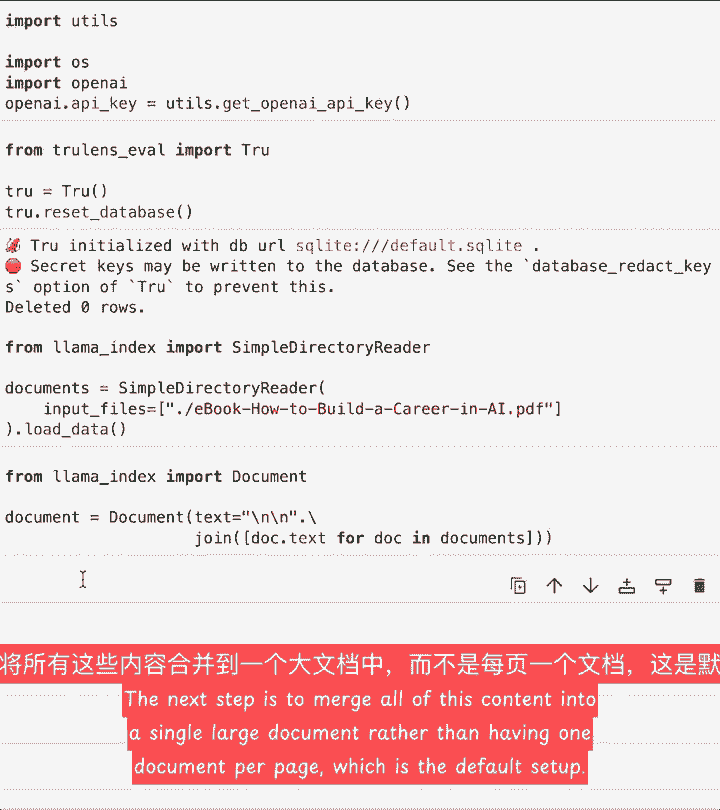 import utils
import os
import openai
openai.api_key = utils.get_openai_api_key()
from trulens_eval import Tru
tru = Tru()
tru.reset_database()
🦑 Tru initialized with db url sqlite:///default.sqlite .
🛑 Secret keys may be written to the database. See the `database_redact_key
s` option of `Tru` to prevent this.
Deleted 0 rows.
from llama_index import SimpleDirectoryReader
documents = SimpleDirectoryReader(
    input_files=["./eBook-How-to-Build-a-Career-in-AI.pdf"]
).load_data()
from llama_index import Document
document = Document(text="\n\n".\
                   join([doc.text for doc in documents]))
将所有这些内容合并到一个大文档中，而不是每页一个文档，这是默
The next step is to merge all of this content into
a single large document rather than having one
document per page, which is the default setup.